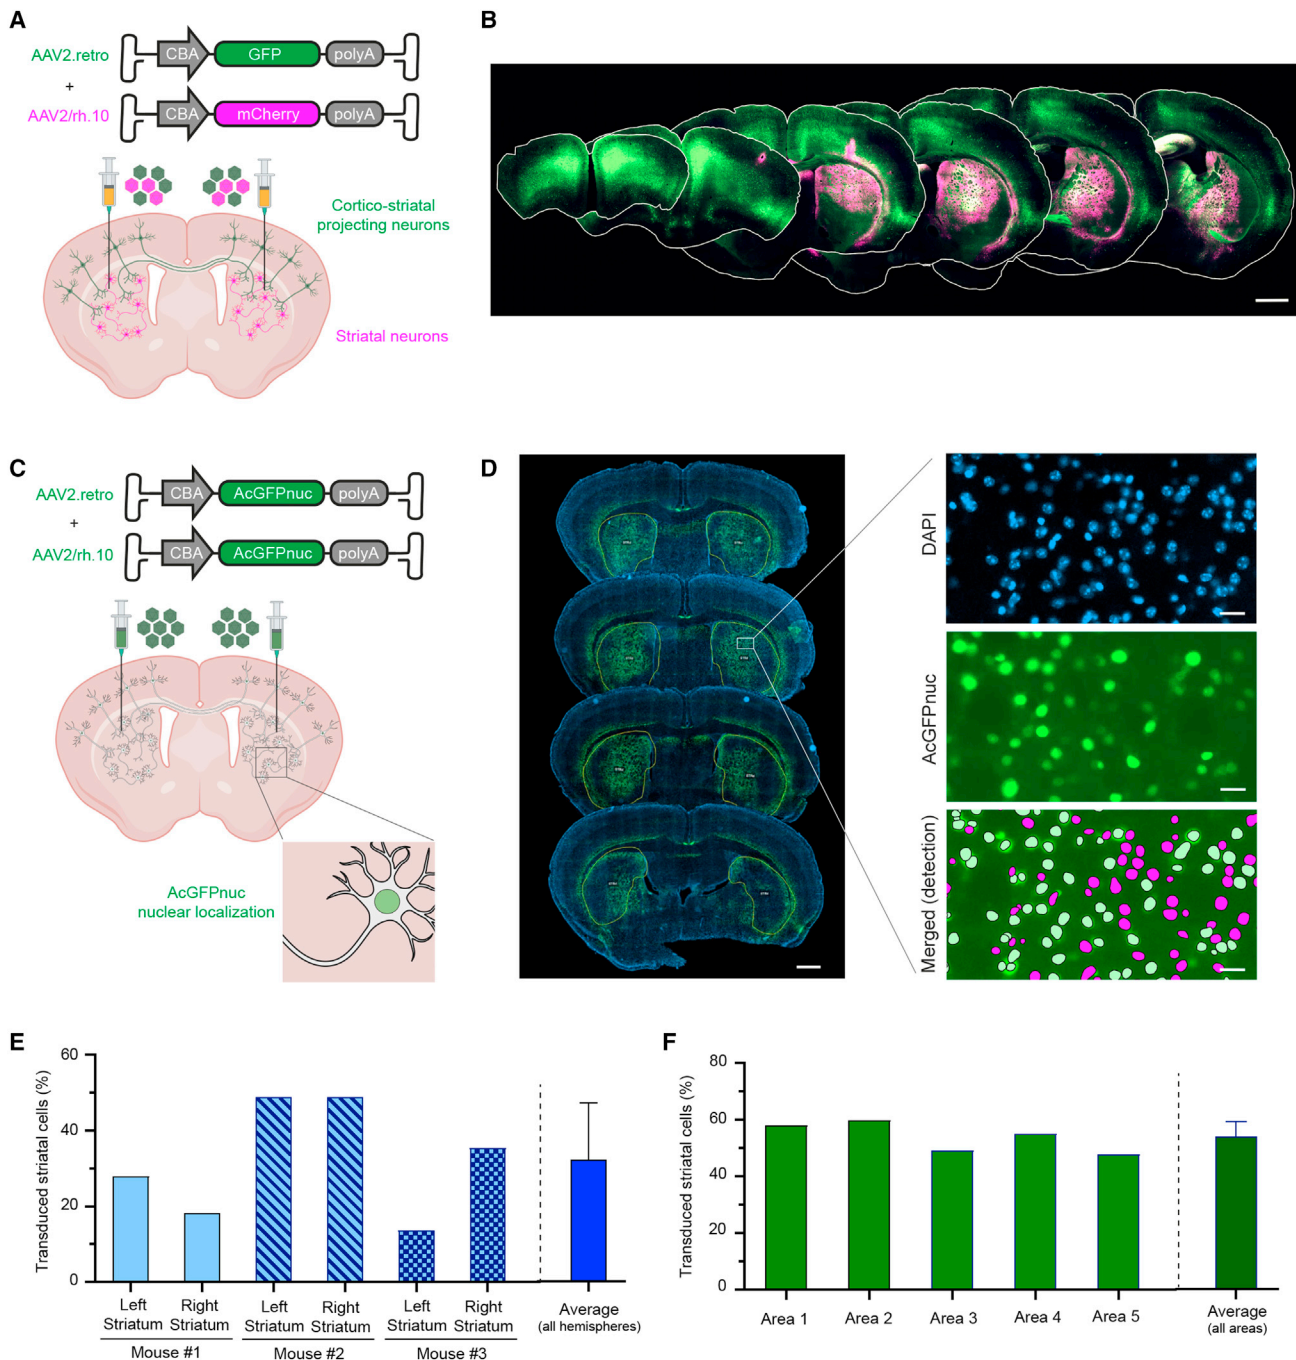 A
AAV2.retro
CBA
GFP
polyA
+
AAV2/rh.10
CBA
mCherry
polyA
Cortico-striatal
projecting neurons
Striatal neurons
B
C
AAV2.retro
CBA
AcGFPnuc
polyA
+
AAV2/rh.10
CBA
AcGFPnuc
polyA
AcGFPnuc
nuclear localization
D
DAPI
AcGFPnuc
Merged (detection)
E
Transduced striatal cells (%)
60
40
20
0
Left
Striatum
Right
Striatum
Left
Striatum
Right
Striatum
Left
Striatum
Right
Striatum
Average
(all hemispheres)
Mouse #1
Mouse #2
Mouse #3
F
Transduced striatal cells (%)
80
60
40
20
0
Area 1
Area 2
Area 3
Area 4
Area 5
Average
(all areas)